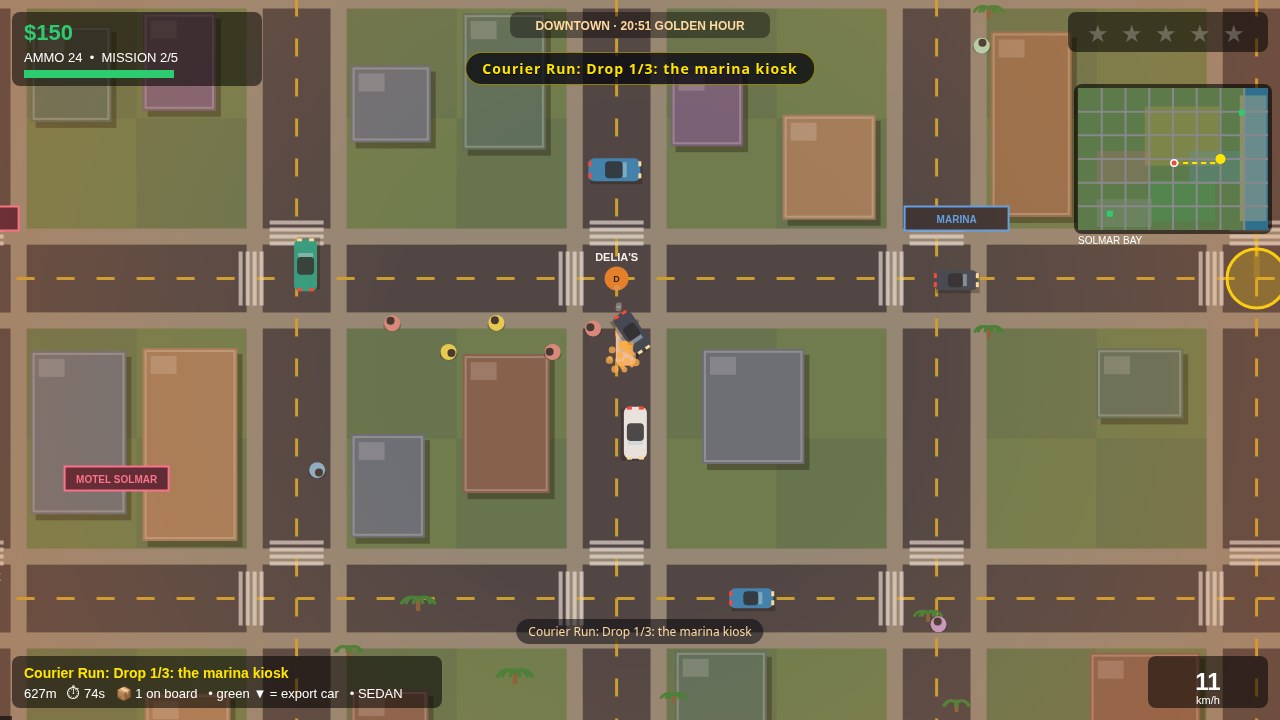 $150
AMMO 24 • MISSION 2/5
DOWNTOWN · 20:51 GOLDEN HOUR
Courier Run: Drop 1/3: the marina kiosk
★ ★ ★ ★ ★
MARINA
SOLMAR BAY
DELIA'S
D
MOTEL SOLMAR
Courier Run: Drop 1/3: the marina kiosk
Courier Run: Drop 1/3: the marina kiosk
627m ⏱ 74s 📦 1 on board • green ▼ = export car • SEDAN
11
km/h